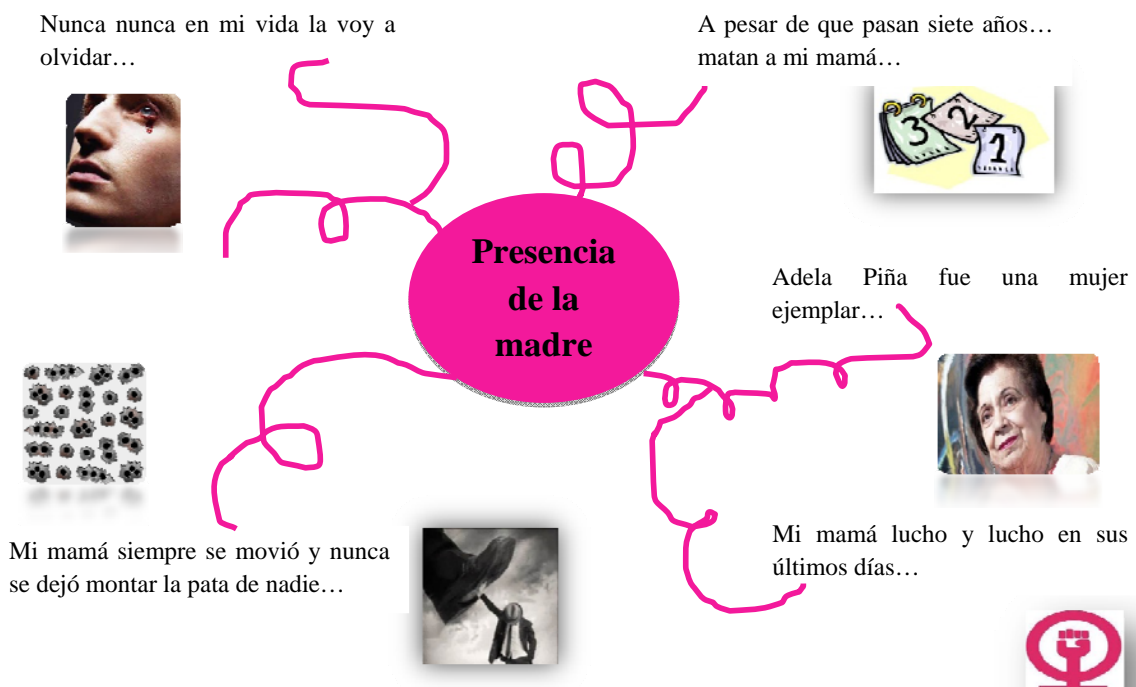 Nunca nunca en mi vida la voy a
olvidar…
A pesar de que pasan siete años…
matan a mi mamá…
3
2
1
Presencia
de la
madre
Adela Piña fue una mujer
ejemplar…
Mi mamá siempre se movió y nunca
se dejó montar la pata de nadie…
Mi mamá lucho y lucho en sus
últimos días…